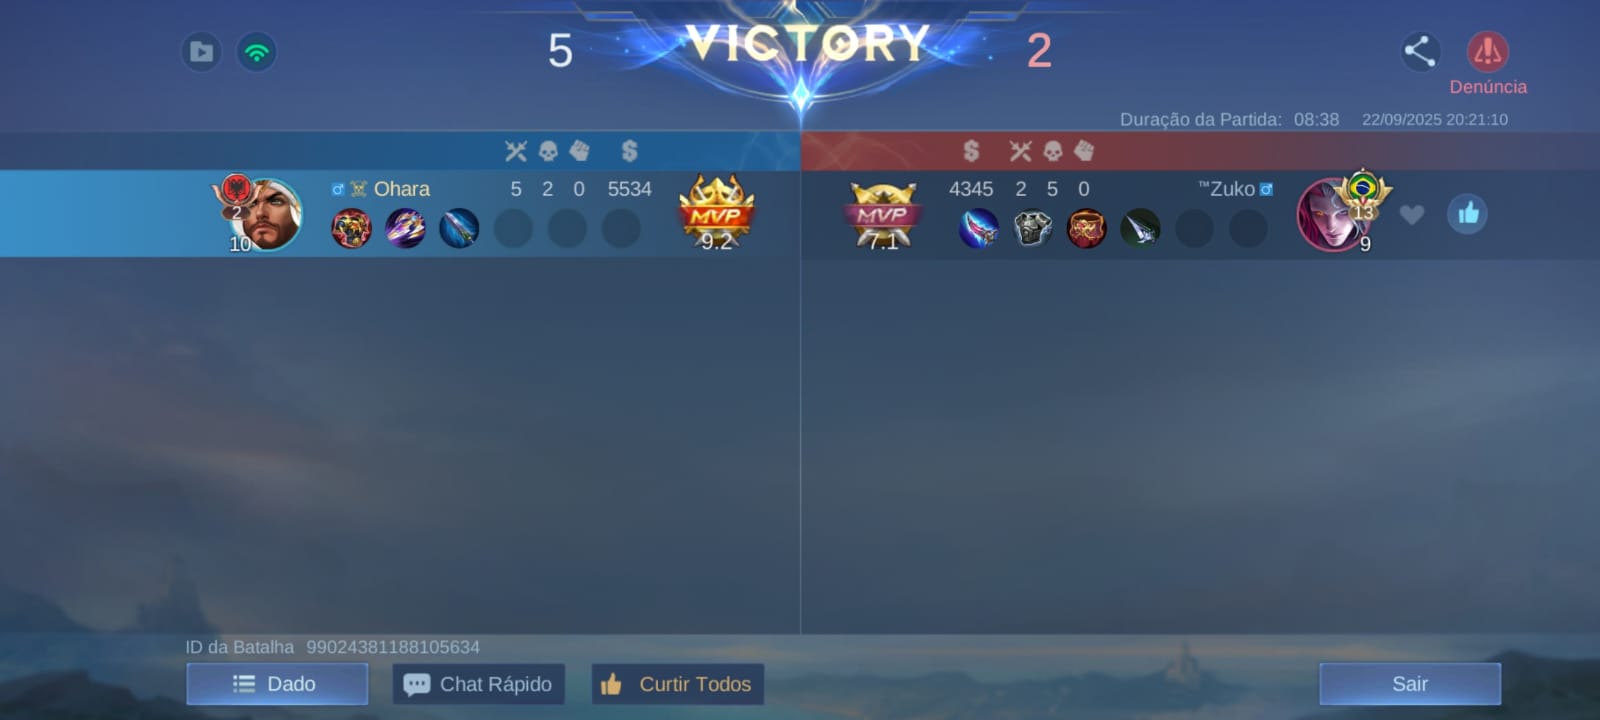 5 VICTORY 2
Denúncia
Duração da Partida: 08:38 22/09/2025 20:21:10
2 Ohara 5 2 0 5534 4345 2 5 0 ™Zuko 13
10 MVP 9.2 MVP 7.1 9
ID da Batalha 99024381188105634
Dado Chat Rápido Curtir Todos Sair